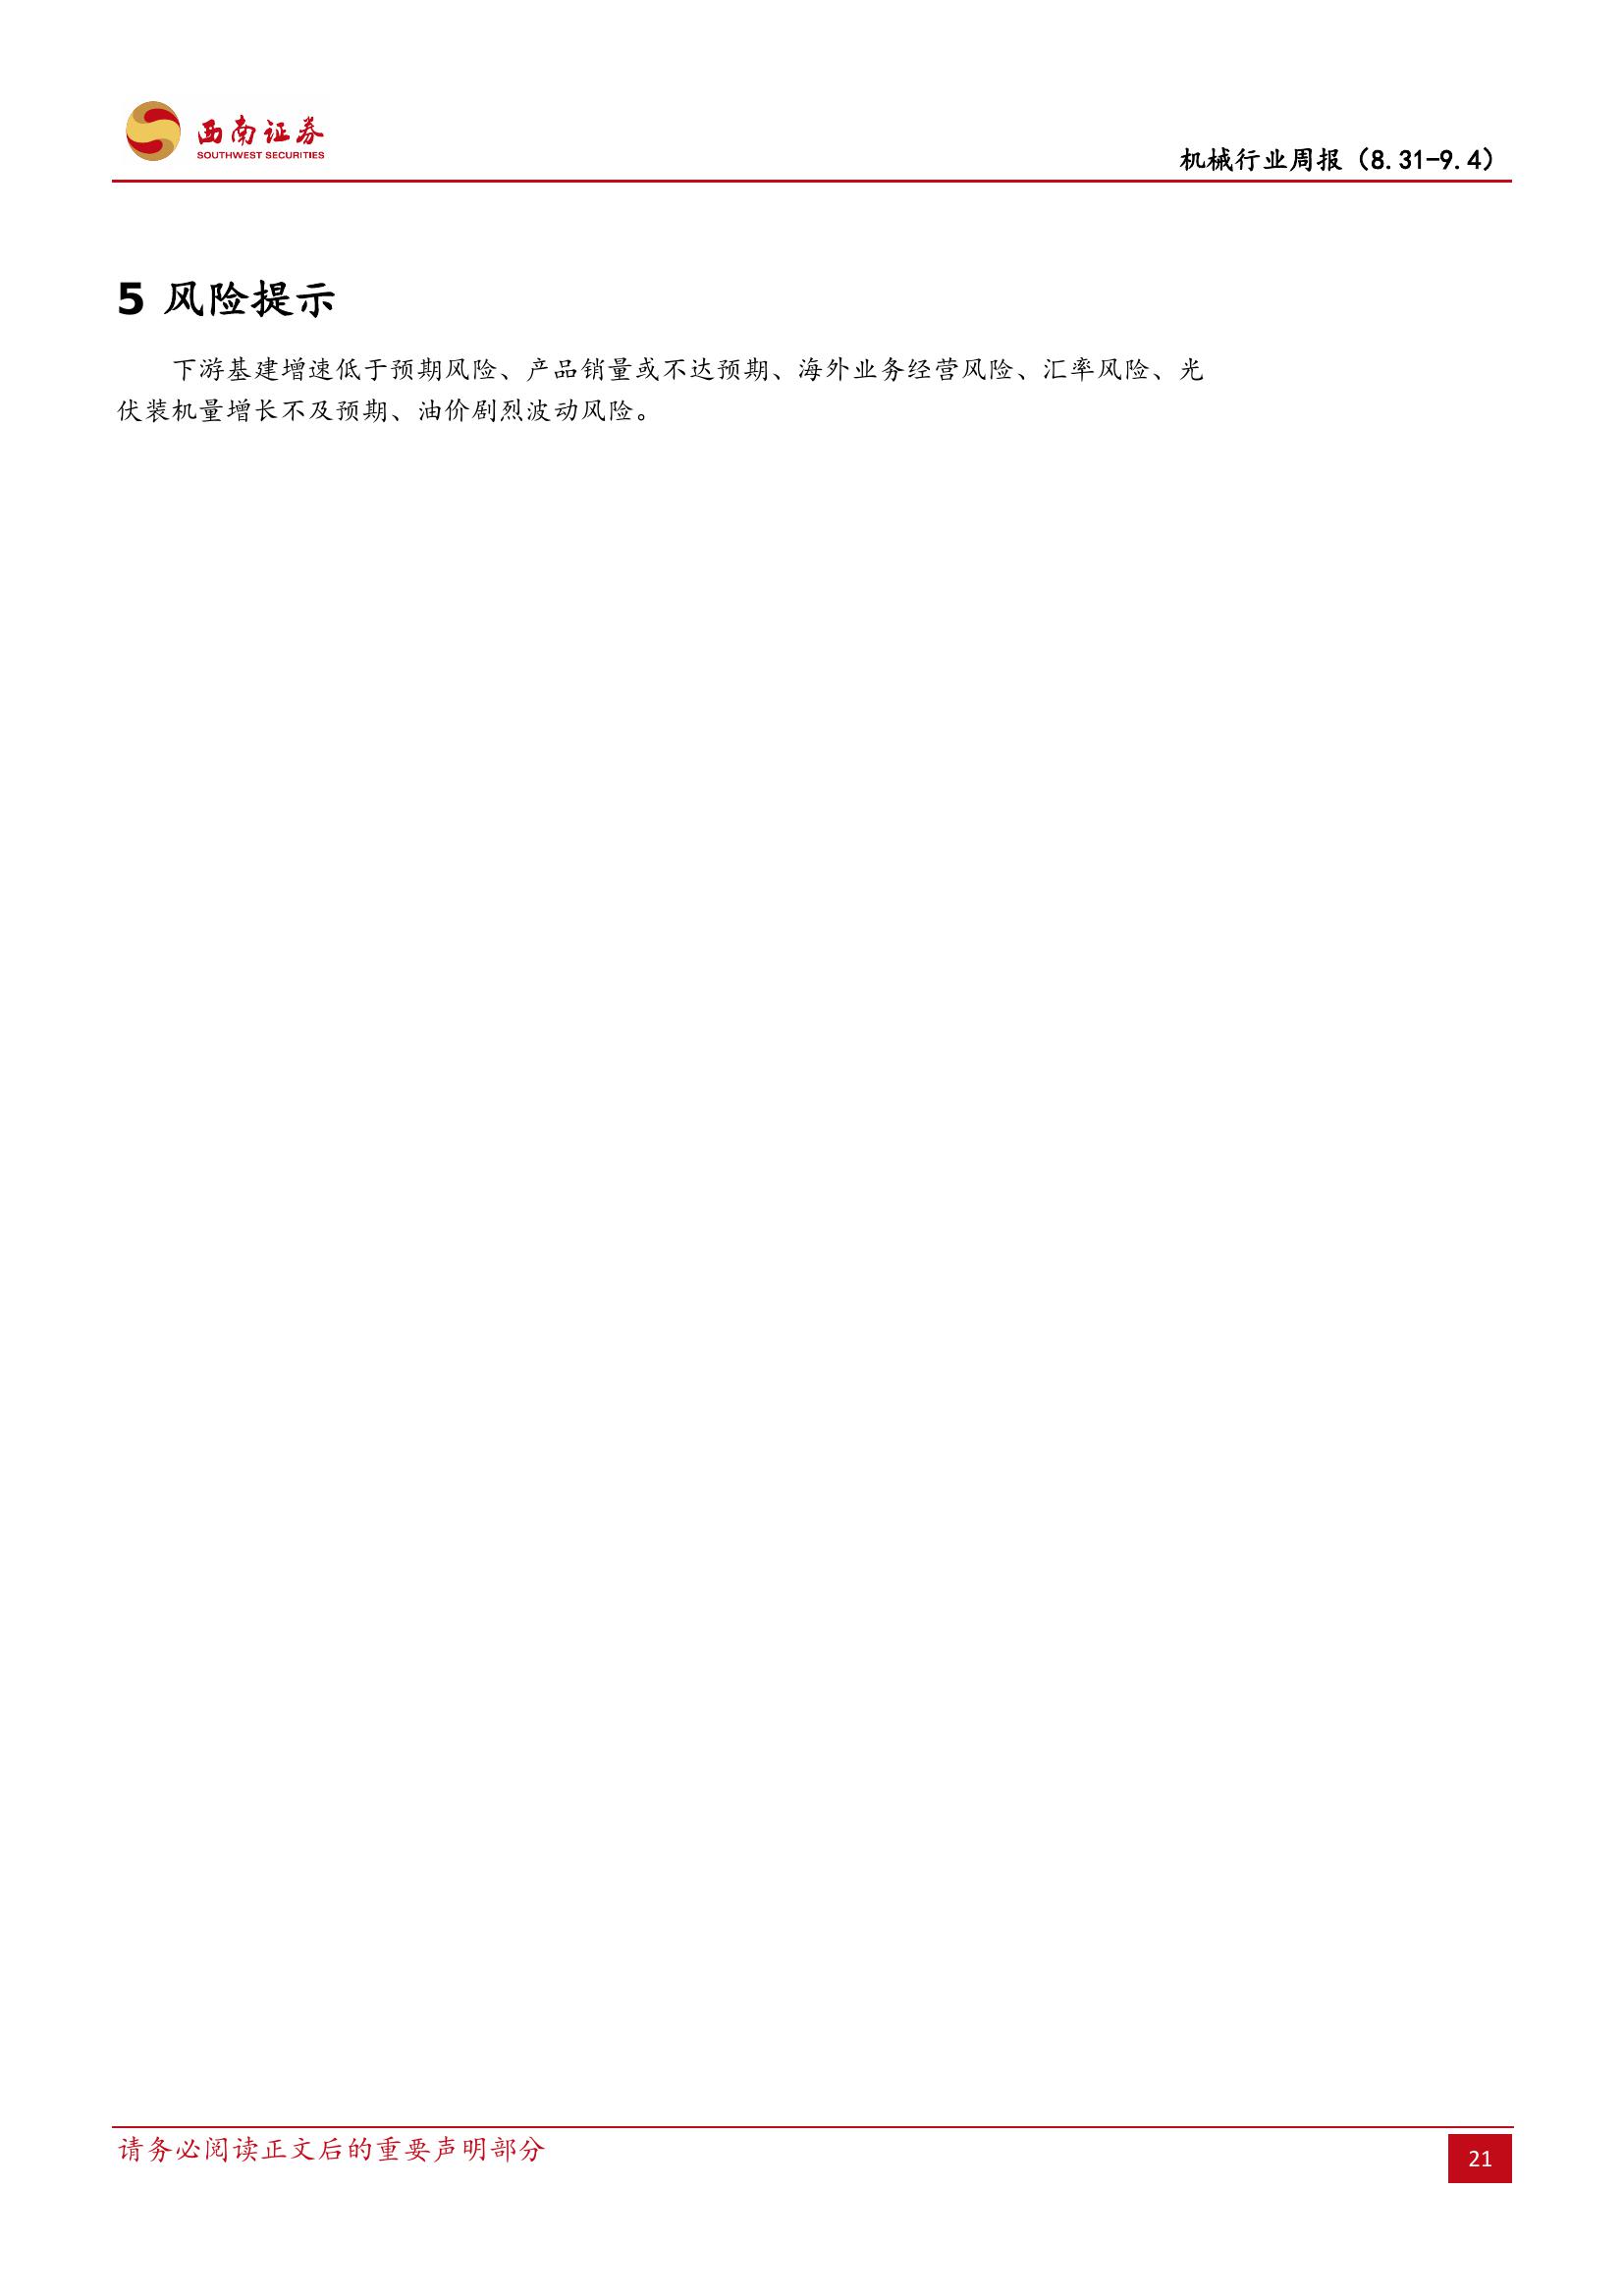 西南证券
SOUTHWEST SECURITIES
机械行业周报（8.31-9.4）
5 风险提示
下游基建增速低于预期风险、产品销量或不达预期、海外业务经营风险、汇率风险、光
伏装机量增长不及预期、油价剧烈波动风险。
请务必阅读正文后的重要声明部分
21